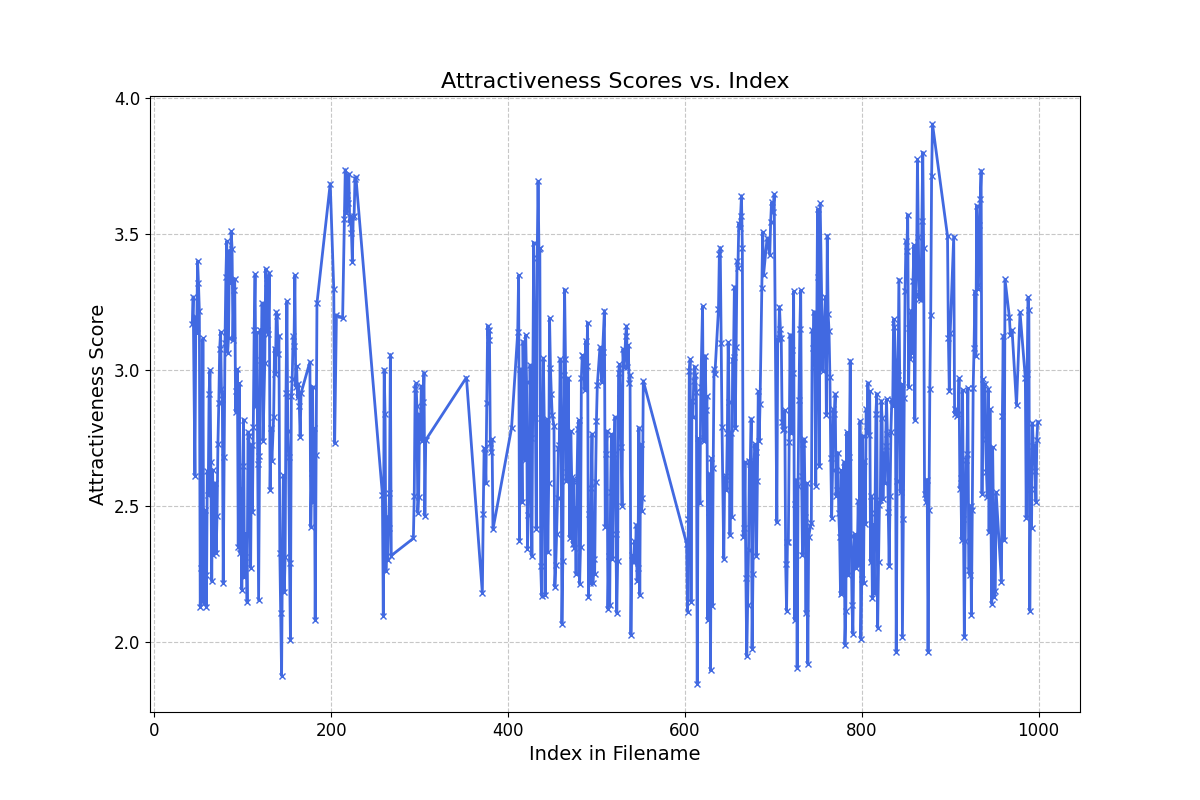 Attractiveness Scores vs. Index
4.0
3.5
3.0
2.5
2.0
Attractiveness Score
0 200 400 600 800 1000
Index in Filename